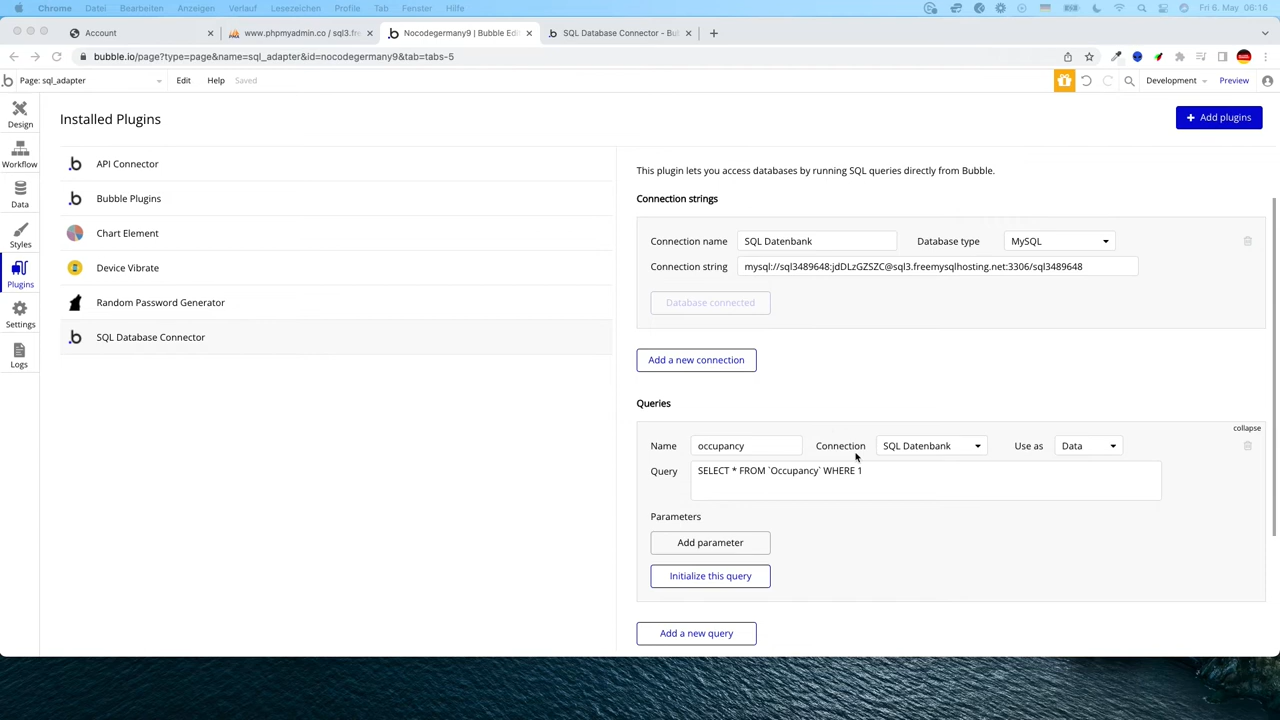 Chrome Datei Bearbeiten Anzeigen Verlauf Lesezeichen Profile Tab Fenster Hilfe Fr 6. May 06:16
Account www.phpmyadmin.co / sql3.fre Nocodegermany9 | Bubble Edi SQL Database Connector - Bu
bubble.io/page?type=page&name=sql_adapter&id=nocodegermany9&tab=tabs-5
Page: sql_adapter Edit Help Saved Development Preview
Design
Workflow
Data
Styles
Plugins
Settings
Logs
Installed Plugins
+ Add plugins
API Connector
Bubble Plugins
Chart Element
Device Vibrate
Random Password Generator
SQL Database Connector
This plugin lets you access databases by running SQL queries directly from Bubble.
Connection strings
Connection name SQL Datenbank Database type MySQL
Connection string mysql://sql3489648:jdDLzGZSZC@sql3.freemysqlhosting.net:3306/sql3489648
Database connected
Add a new connection
Queries
collapse
Name occupancy Connection SQL Datenbank Use as Data
Query SELECT * FROM `Occupancy` WHERE 1
Parameters
Add parameter
Initialize this query
Add a new query